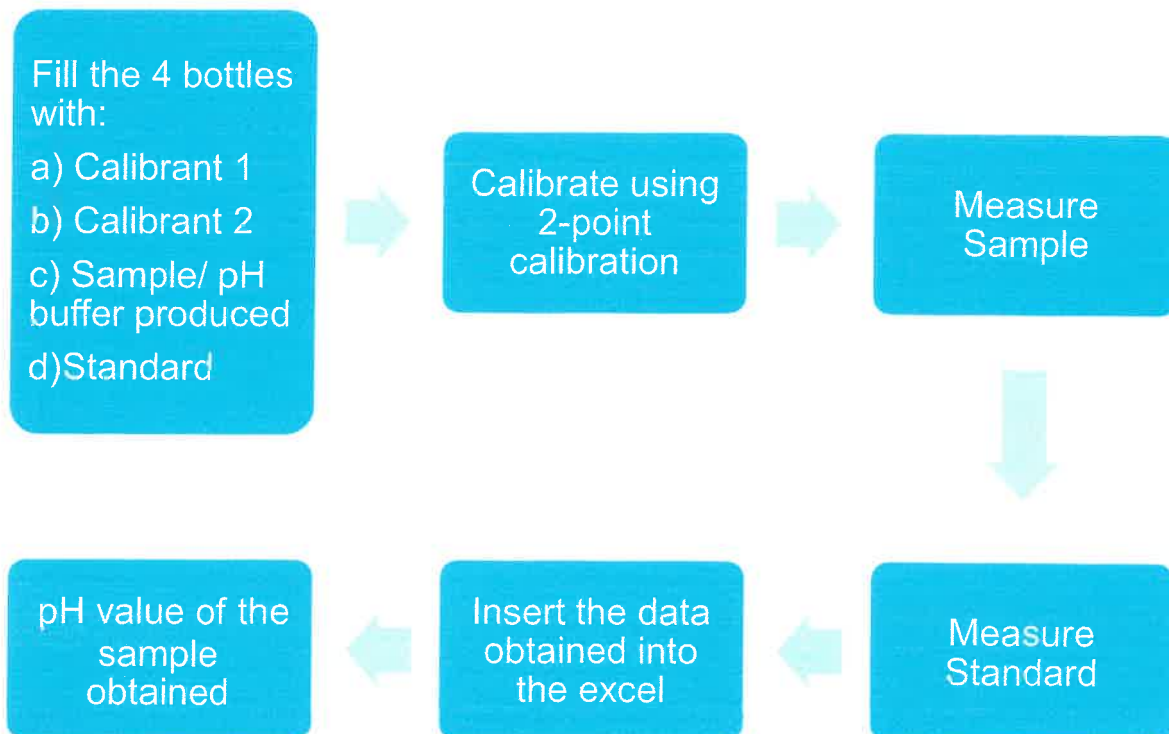 Fill the 4 bottles
with:
a) Calibrant 1
b) Calibrant 2
c) Sample/ pH
buffer produced
d)Standard
Calibrate using
2-point
calibration
Measure
Sample
Measure
Standard
Insert the data
obtained into
the excel
pH value of the
sample
obtained